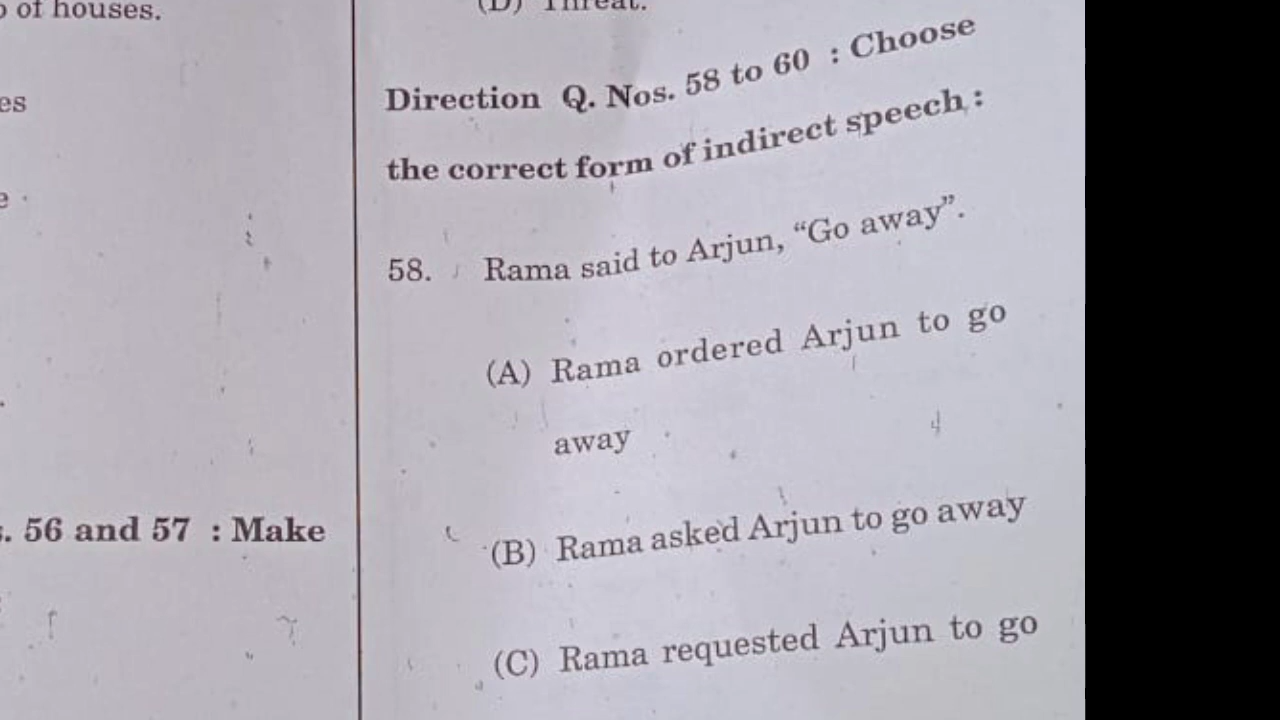 of houses.
es
e
. 56 and 57 : Make
(D) Threat.
Direction Q. Nos. 58 to 60 : Choose
the correct form of indirect speech :
58. Rama said to Arjun, “Go away”.
(A) Rama ordered Arjun to go
away
(B) Rama asked Arjun to go away
(C) Rama requested Arjun to go